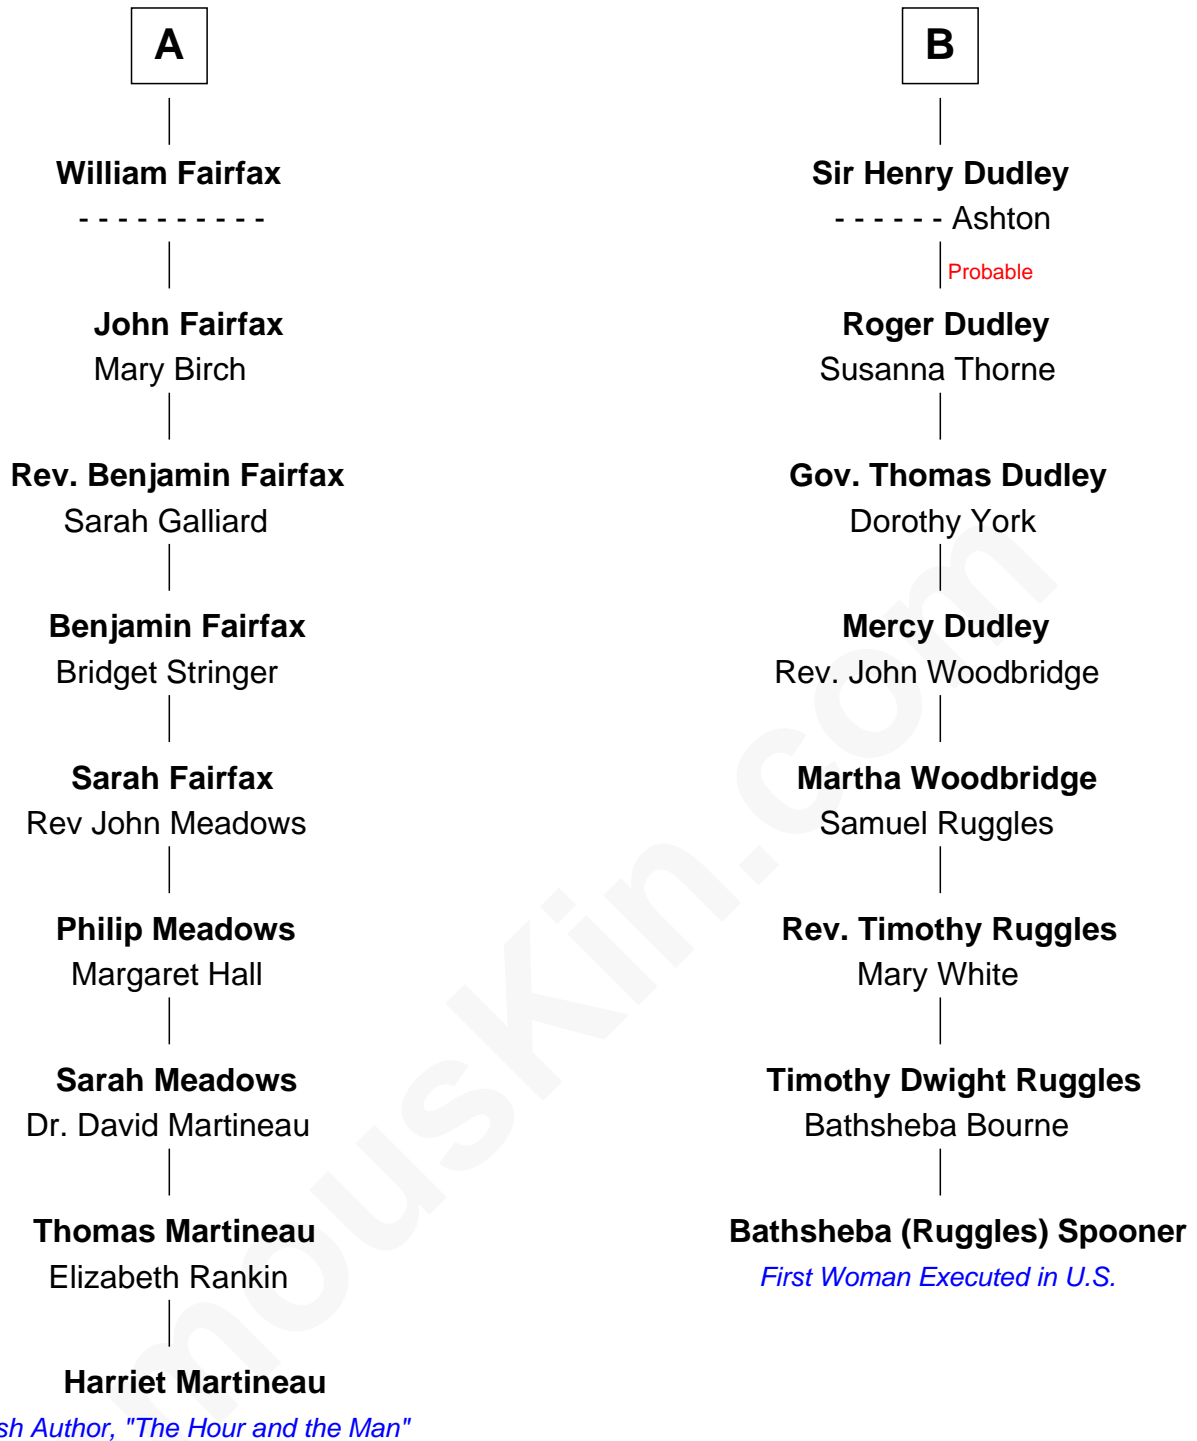 A
William Fairfax
- - - - - - - - - -
John Fairfax
Mary Birch
Rev. Benjamin Fairfax
Sarah Galliard
Benjamin Fairfax
Bridget Stringer
Sarah Fairfax
Rev John Meadows
Philip Meadows
Margaret Hall
Sarah Meadows
Dr. David Martineau
Thomas Martineau
Elizabeth Rankin
Harriet Martineau
sh Author, "The Hour and the Man"
B
Sir Henry Dudley
- - - - - - Ashton
Probable
Roger Dudley
Susanna Thorne
Gov. Thomas Dudley
Dorothy York
Mercy Dudley
Rev. John Woodbridge
Martha Woodbridge
Samuel Ruggles
Rev. Timothy Ruggles
Mary White
Timothy Dwight Ruggles
Bathsheba Bourne
Bathsheba (Ruggles) Spooner
First Woman Executed in U.S.
mousKin.com